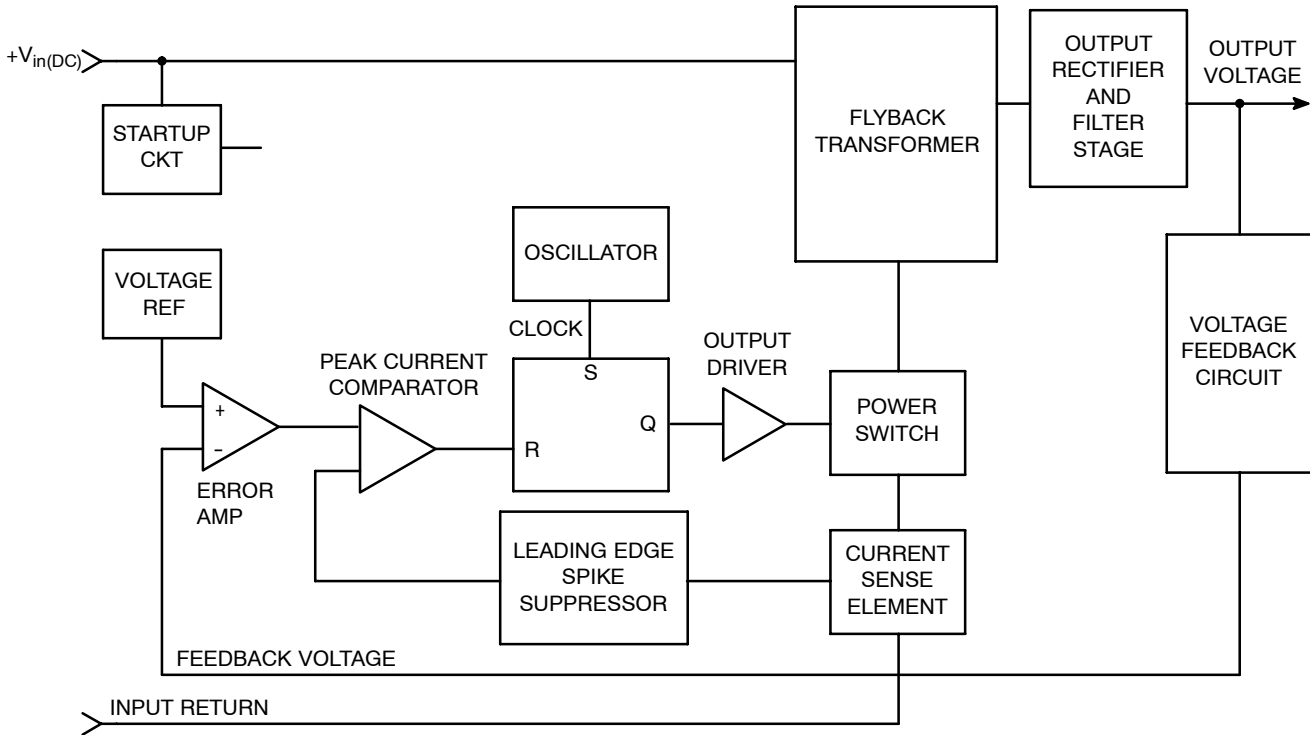 +Vin(DC)
STARTUP
CKT
FLYBACK
TRANSFORMER
OUTPUT
RECTIFIER
AND
FILTER
STAGE
OUTPUT
VOLTAGE
VOLTAGE
REF
OSCILLATOR
CLOCK
PEAK CURRENT
COMPARATOR
S
R
Q
OUTPUT
DRIVER
POWER
SWITCH
VOLTAGE
FEEDBACK
CIRCUIT
+
–
ERROR
AMP
LEADING EDGE
SPIKE
SUPPRESSOR
CURRENT
SENSE
ELEMENT
FEEDBACK VOLTAGE
INPUT RETURN